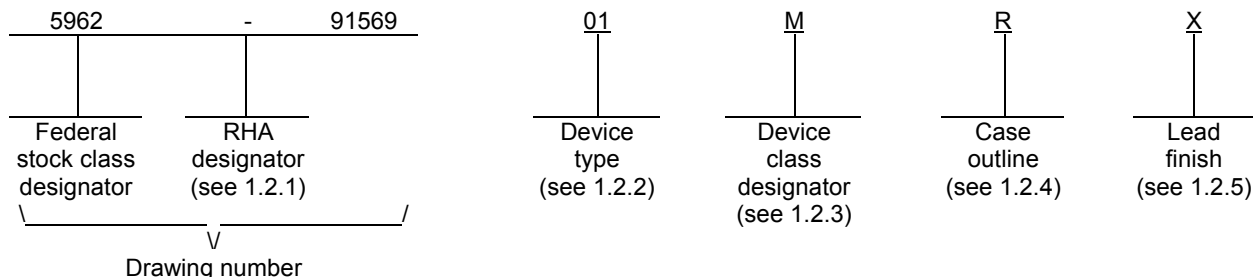 5962 - 91569 01 M R X
Federal stock class designator
RHA designator (see 1.2.1)
Device type (see 1.2.2)
Device class designator (see 1.2.3)
Case outline (see 1.2.4)
Lead finish (see 1.2.5)
\ /
\/
Drawing number